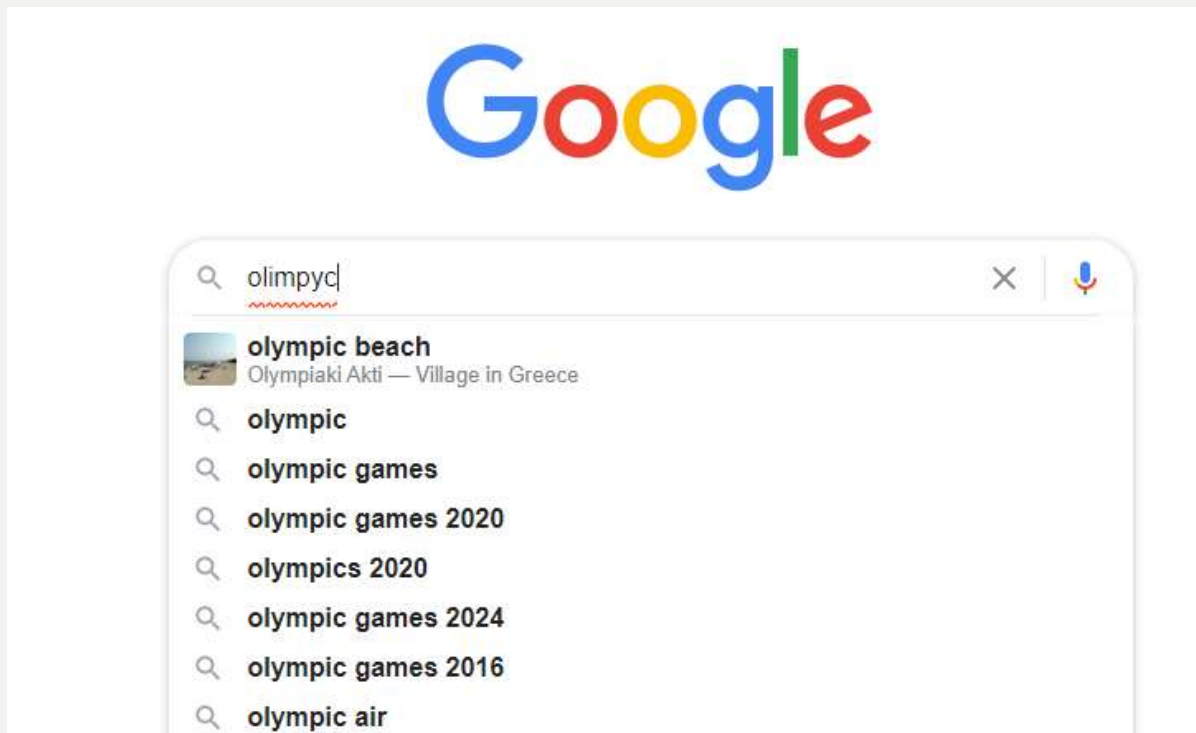 Google
olimpyc
olympic beach
Olympiaki Akti — Village in Greece
olympic
olympic games
olympic games 2020
olympics 2020
olympic games 2024
olympic games 2016
olympic air